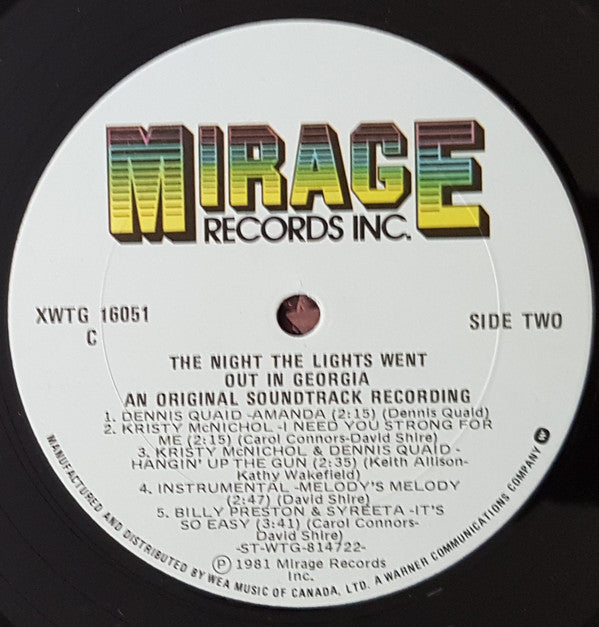 MIRAGE
RECORDS INC.
XWTG 16051
C
SIDE TWO
THE NIGHT THE LIGHTS WENT
OUT IN GEORGIA
AN ORIGINAL SOUNDTRACK RECORDING
1. DENNIS QUAID -AMANDA (2:15) (Dennis Quaid)
2. KRISTY McNICHOL -I NEED YOU STRONG FOR
ME (2:15) (Carol Connors-David Shire)
3. KRISTY McNICHOL & DENNIS QUAID -
HANGIN' UP THE GUN (2:35) (Keith Allison-
Kathy Wakefield)
4. INSTRUMENTAL -MELODY'S MELODY
(2:47) (David Shire)
5. BILLY PRESTON & SYREETA -IT'S
SO EASY (3:41) (Carol Connors-
David Shire)
-ST-WTG-814722-
Ⓟ 1981 Mirage Records
Inc.
MANUFACTURED AND DISTRIBUTED BY WEA MUSIC OF CANADA, LTD. A WARNER COMMUNICATIONS COMPANY